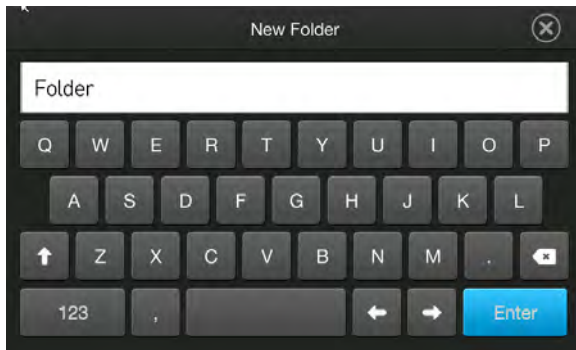 New Folder
Folder
Q W E R T Y U I O P
A S D F G H J K L
Z X C V B N M .
123 , Enter